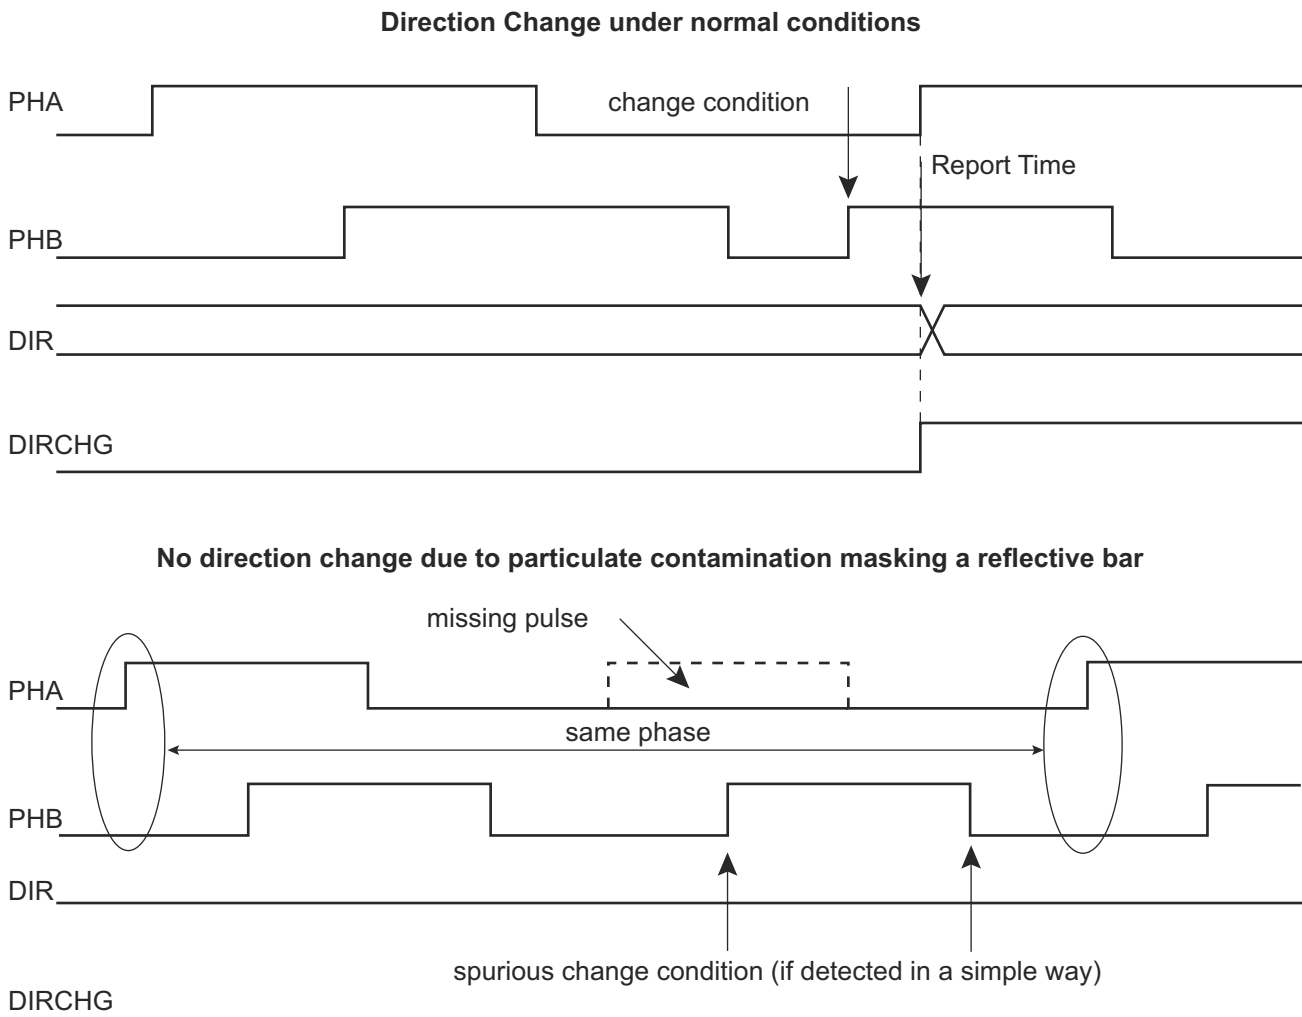 Direction Change under normal conditions
PHA
change condition
Report Time
PHB
DIR
DIRCHG
No direction change due to particulate contamination masking a reflective bar
missing pulse
PHA
same phase
PHB
DIR
spurious change condition (if detected in a simple way)
DIRCHG